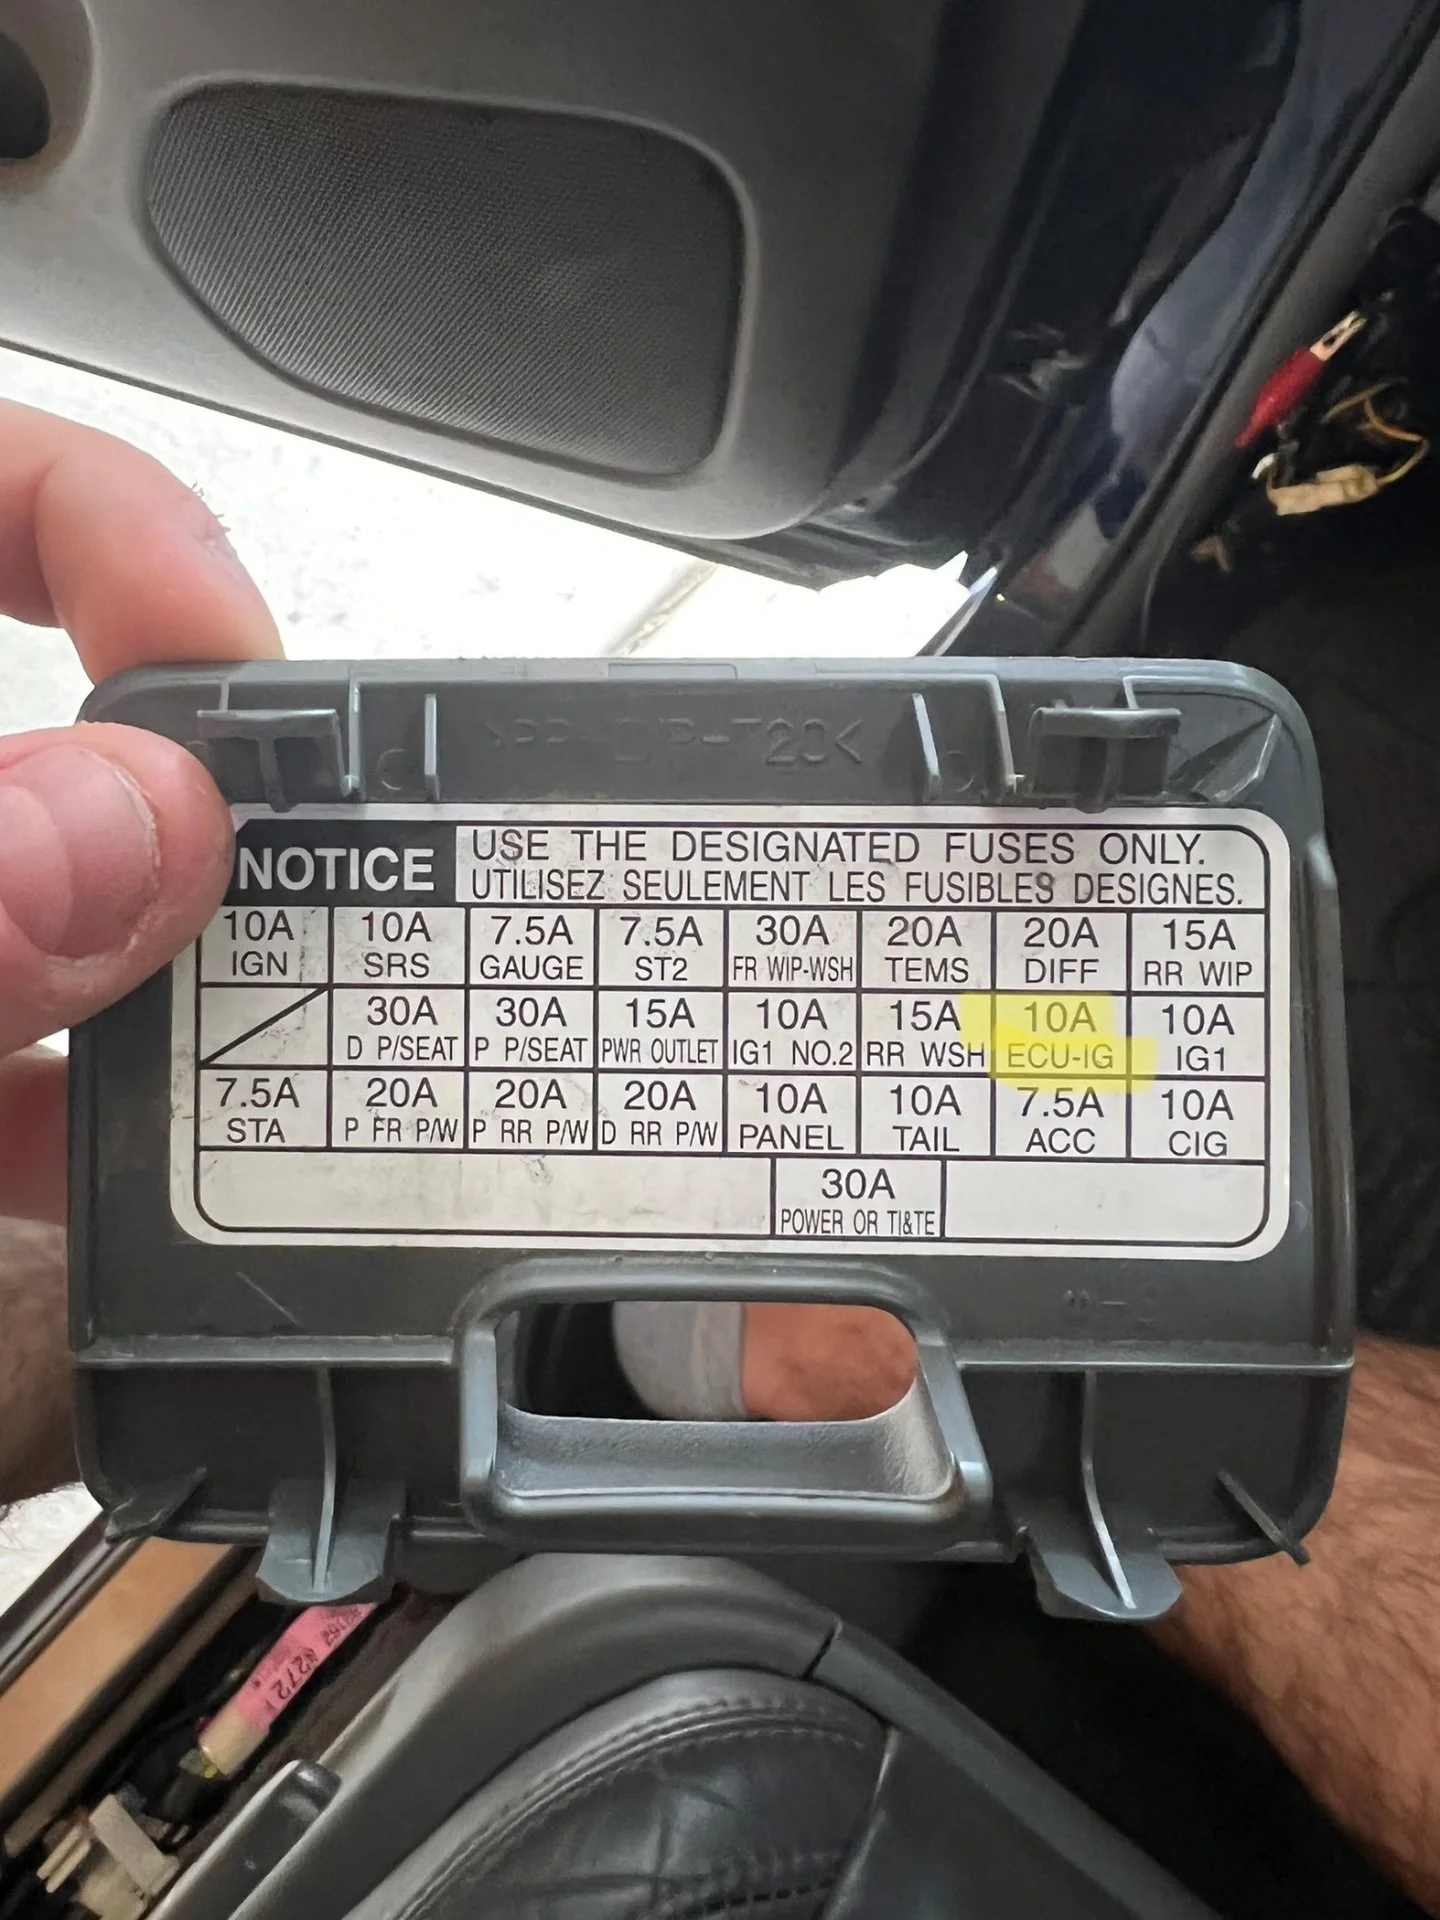 NOTICE
USE THE DESIGNATED FUSES ONLY.
UTILISEZ SEULEMENT LES FUSIBLES DESIGNES.
10A 10A 7.5A 7.5A 30A 20A 20A 15A
IGN SRS GAUGE ST2 FR WIP-WSH TEMS DIFF RR WIP
30A 30A 15A 10A 15A 10A 10A
D P/SEAT P P/SEAT PWR OUTLET IG1 NO.2 RR WSH ECU-IG IG1
7.5A 20A 20A 20A 10A 10A 7.5A 10A
STA P FR P/W P RR P/W D RR P/W PANEL TAIL ACC CIG
30A
POWER OR TI&TE